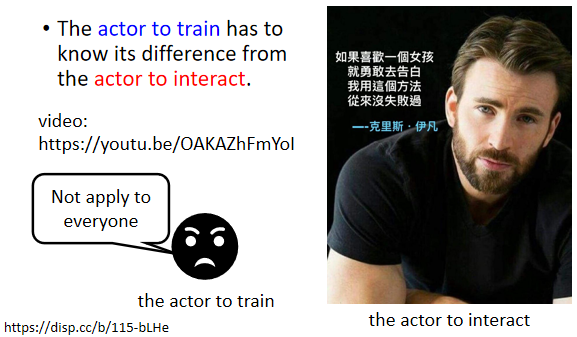 • The actor to train has to
know its difference from
the actor to interact.
video:
https://youtu.be/OAKAZhFmYoI
Not apply to
everyone
the actor to train
https://disp.cc/b/115-bLHe
如果喜歡一個女孩
就勇敢去告白
我用這個方法
從來沒失敗過
──克里斯・伊凡
the actor to interact